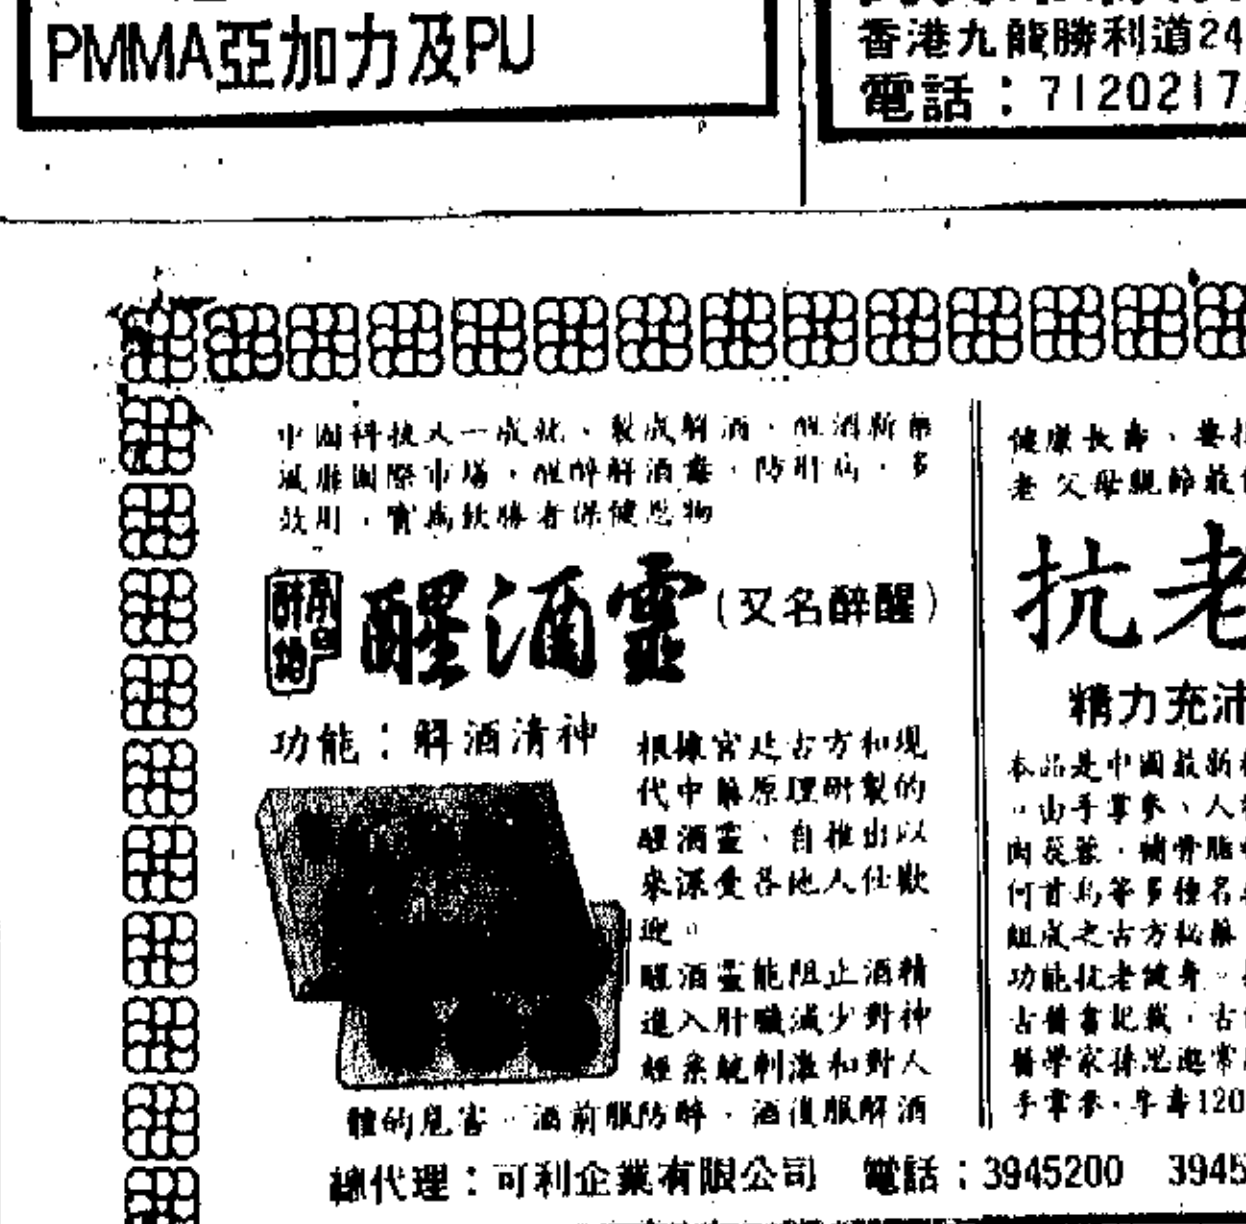 PMMA亞加力及PU
香港九龍勝利道24
電話：7120217
中國科技又一成就、製成解酒、醒酒新藥
風靡國際市場，醒醉解酒毒，防肝病，多
效用，實為飲勝者保健恩物
醒酒靈(又名醉醒)
功能：解酒清神
根據宮廷古方和現
代中藥原理研製的
醒酒靈，自推出以
來深受各地人仕歡
迎。
醒酒靈能阻止酒精
進入肝臟減少對神
經系統刺激和對人
體的危害。酒前服防醉，酒後服解酒
健康長壽，
老父母親節最
抗老
精力充沛
本品是中國最新
。由手掌參、人
肉蓯蓉，補骨脂
何首烏等多種名
組成之古方秘藥
功能抗老健身。
古醫書記載，古
醫學家孫思邈常
手掌參，享壽120
總代理：可利企業有限公司 電話：3945200 3945